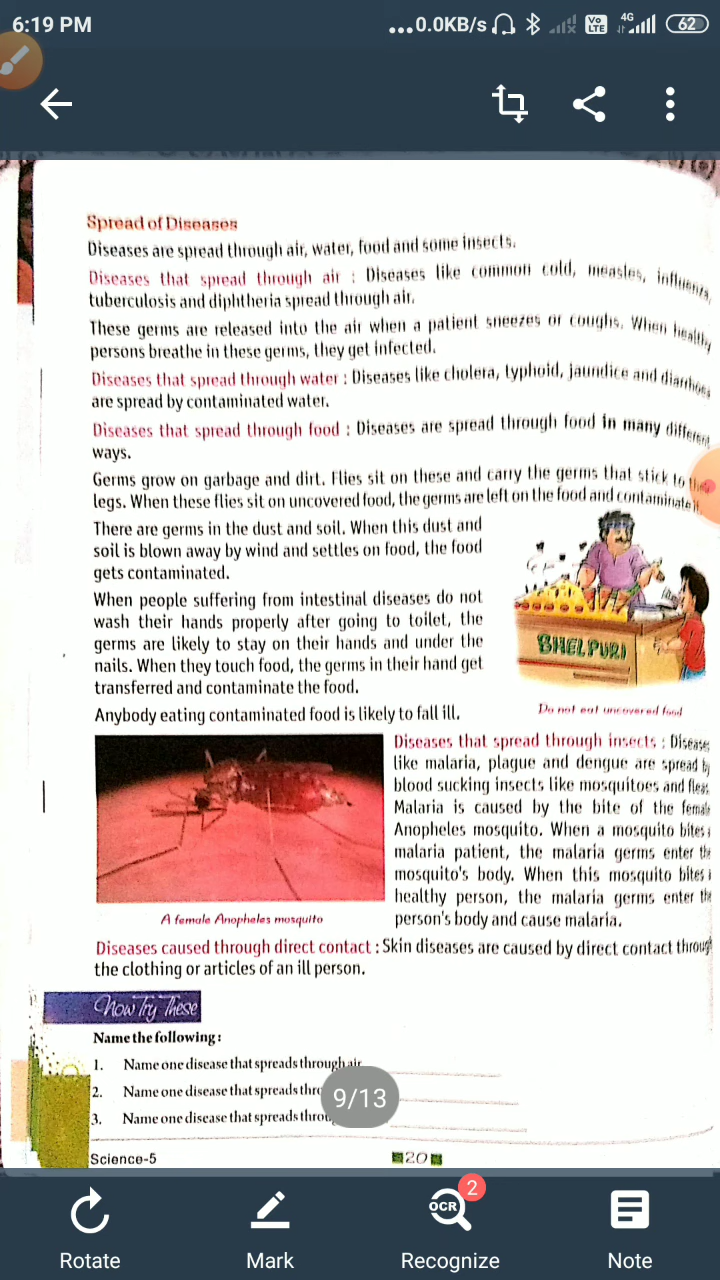 6:19 PM
...0.0KB/s
Vo
LTE
4G
62
Spread of Diseases
Diseases are spread through air, water, food and some insects.
Diseases that spread through air : Diseases like common cold, measles, influenza,
tuberculosis and diphtheria spread through air.
These germs are released into the air when a patient sneezes or coughs. When healthy
persons breathe in these germs, they get infected.
Diseases that spread through water : Diseases like cholera, typhoid, jaundice and diarrhoea
are spread by contaminated water.
Diseases that spread through food : Diseases are spread through food in many different
ways.
Germs grow on garbage and dirt. Flies sit on these and carry the germs that stick to
legs. When these flies sit on uncovered food, the germs are left on the food and contaminate it.
There are germs in the dust and soil. When this dust and
soil is blown away by wind and settles on food, the food
gets contaminated.
When people suffering from intestinal diseases do not
wash their hands properly after going to toilet, the
germs are likely to stay on their hands and under the
nails. When they touch food, the germs in their hand get
transferred and contaminate the food.
Anybody eating contaminated food is likely to fall ill.
BHELPURI
Do not eat uncovered food
Diseases that spread through insects : Diseases
like malaria, plague and dengue are spread by
blood sucking insects like mosquitoes and fleas.
Malaria is caused by the bite of the female
Anopheles mosquito. When a mosquito bites a
malaria patient, the malaria germs enter the
mosquito's body. When this mosquito bites
healthy person, the malaria germs enter the
person's body and cause malaria.
A female Anopheles mosquito
Diseases caused through direct contact : Skin diseases are caused by direct contact through
the clothing or articles of an ill person.
Now Try These
Name the following :
1. Name one disease that spreads through air
2. Name one disease that spreads
3. Name one disease that spreads
9/13
Science-5
20
OCR
2
Rotate
Mark
Recognize
Note